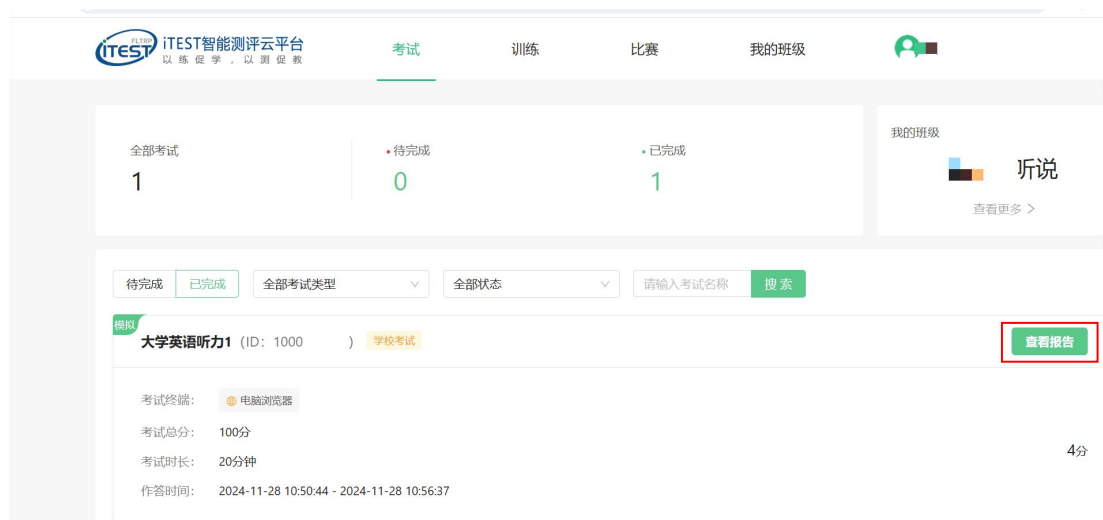 FLTRP
iTEST iTEST智能测评云平台
以练促学，以测促教
考试 训练 比赛 我的班级
全部考试 •待完成 •已完成
1 0 1
我的班级
听说
查看更多 >
待完成 已完成 全部考试类型 全部状态 请输入考试名称 搜索
模拟
大学英语听力1 (ID: 1000 ) 学校考试 查看报告
考试终端: 电脑浏览器
考试总分: 100分
考试时长: 20分钟
作答时间: 2024-11-28 10:50:44 - 2024-11-28 10:56:37
4分